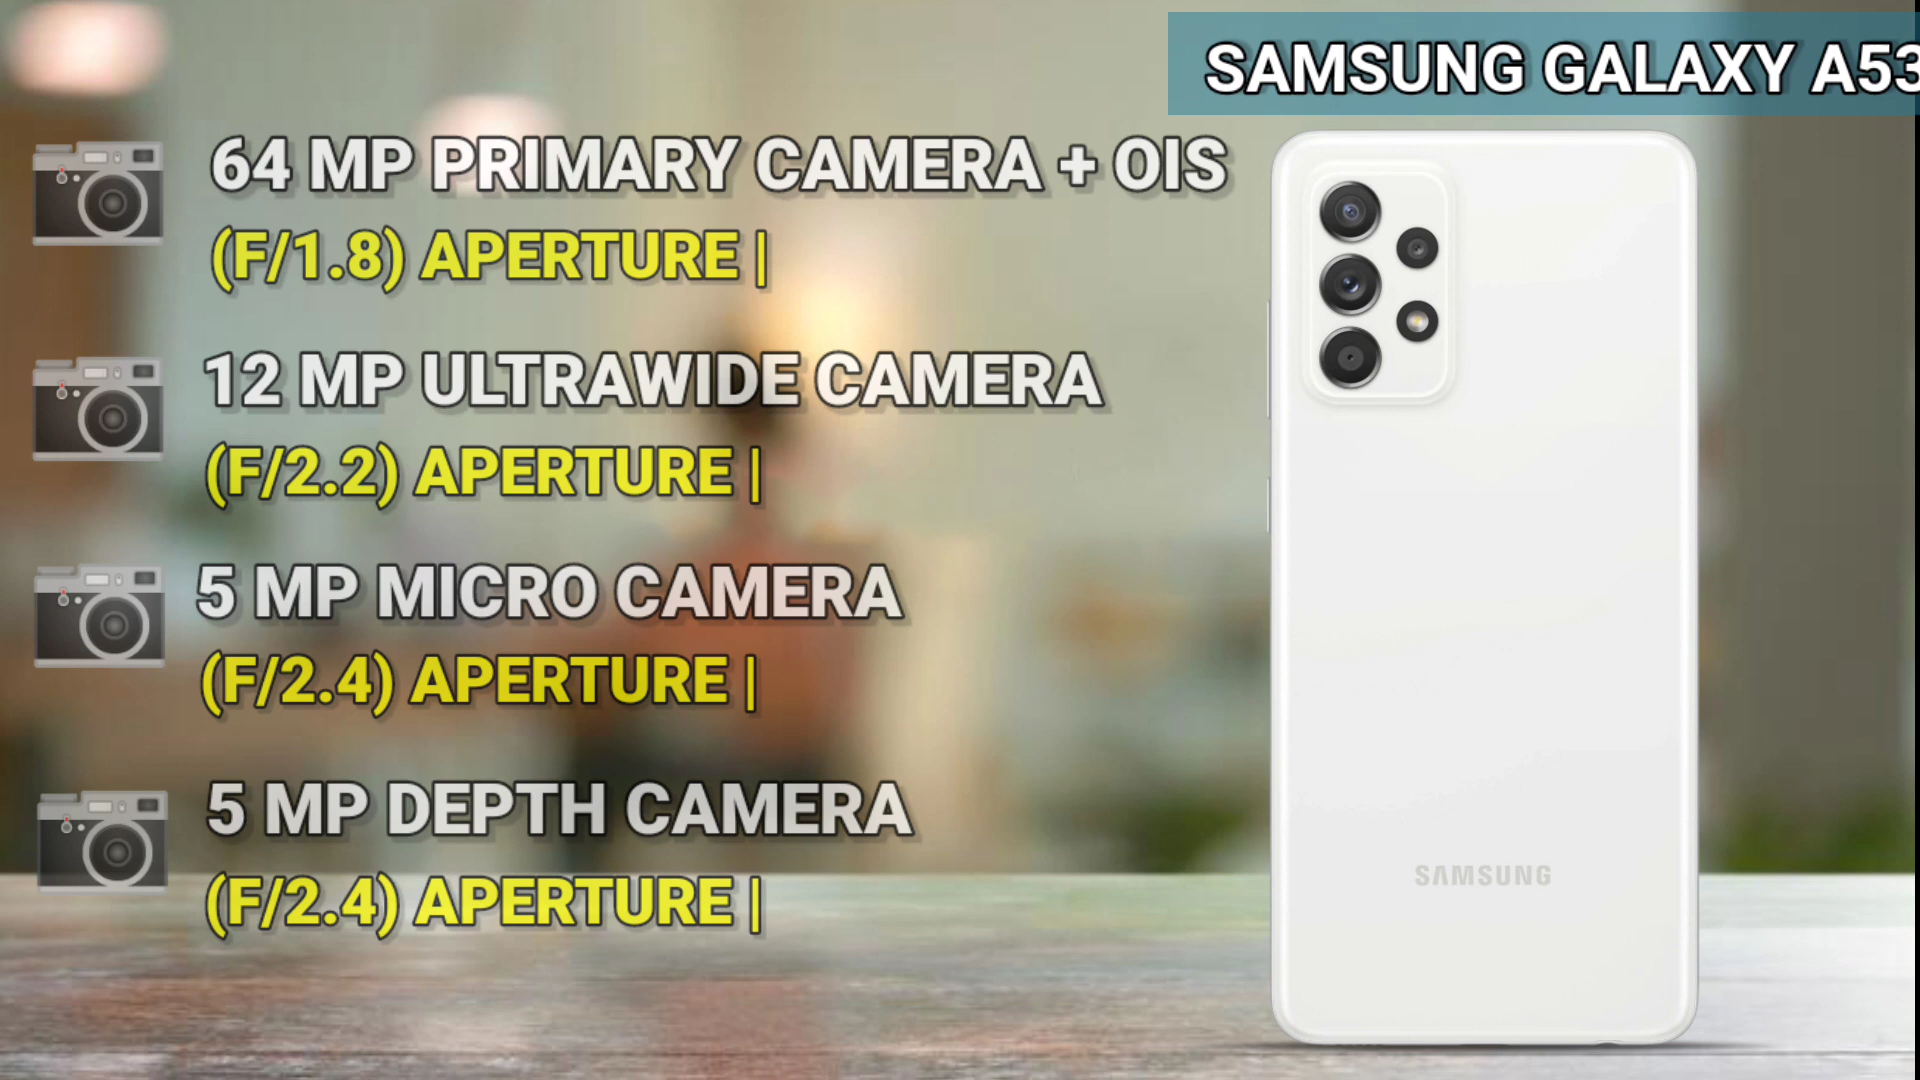 SAMSUNG GALAXY A53
64 MP PRIMARY CAMERA + OIS
(F/1.8) APERTURE |
12 MP ULTRAWIDE CAMERA
(F/2.2) APERTURE |
5 MP MICRO CAMERA
(F/2.4) APERTURE |
5 MP DEPTH CAMERA
(F/2.4) APERTURE |
SAMSUNG